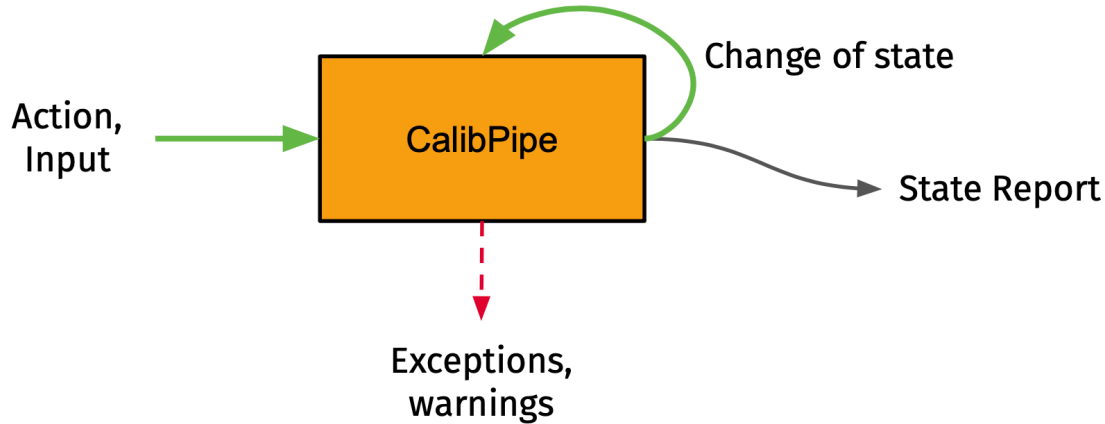 Change of state
Action,
Input
CalibPipe
State Report
Exceptions,
warnings